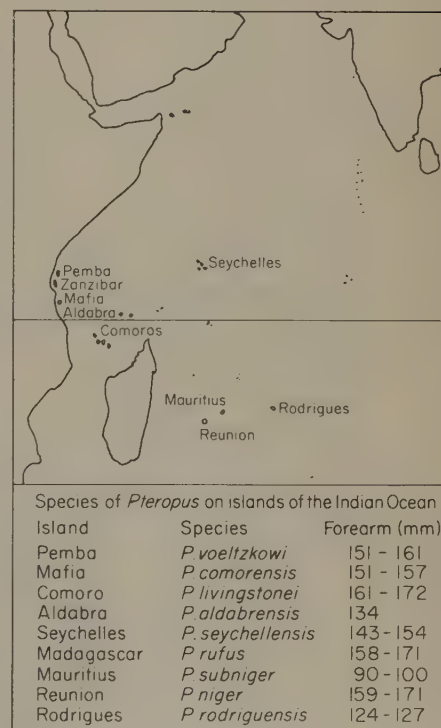 Seychelles
Pemba
Zanzibar
Mafia
Aldabra
Comoros
Mauritius
Rodrigues
Reunion
Species of Pteropus on islands of the Indian Ocean
Island Species Forearm (mm)
Pemba P. voeltzkowi 151 - 161
Mafia P. comorensis 151 - 157
Comoro P. livingstonei 161 - 172
Aldabra P. aldabrensis 134
Seychelles P. seychellensis 143 - 154
Madagascar P. rufus 158 - 171
Mauritius P. subniger 90 - 100
Reunion P. niger 159 - 171
Rodrigues P. rodriguensis 124 - 127